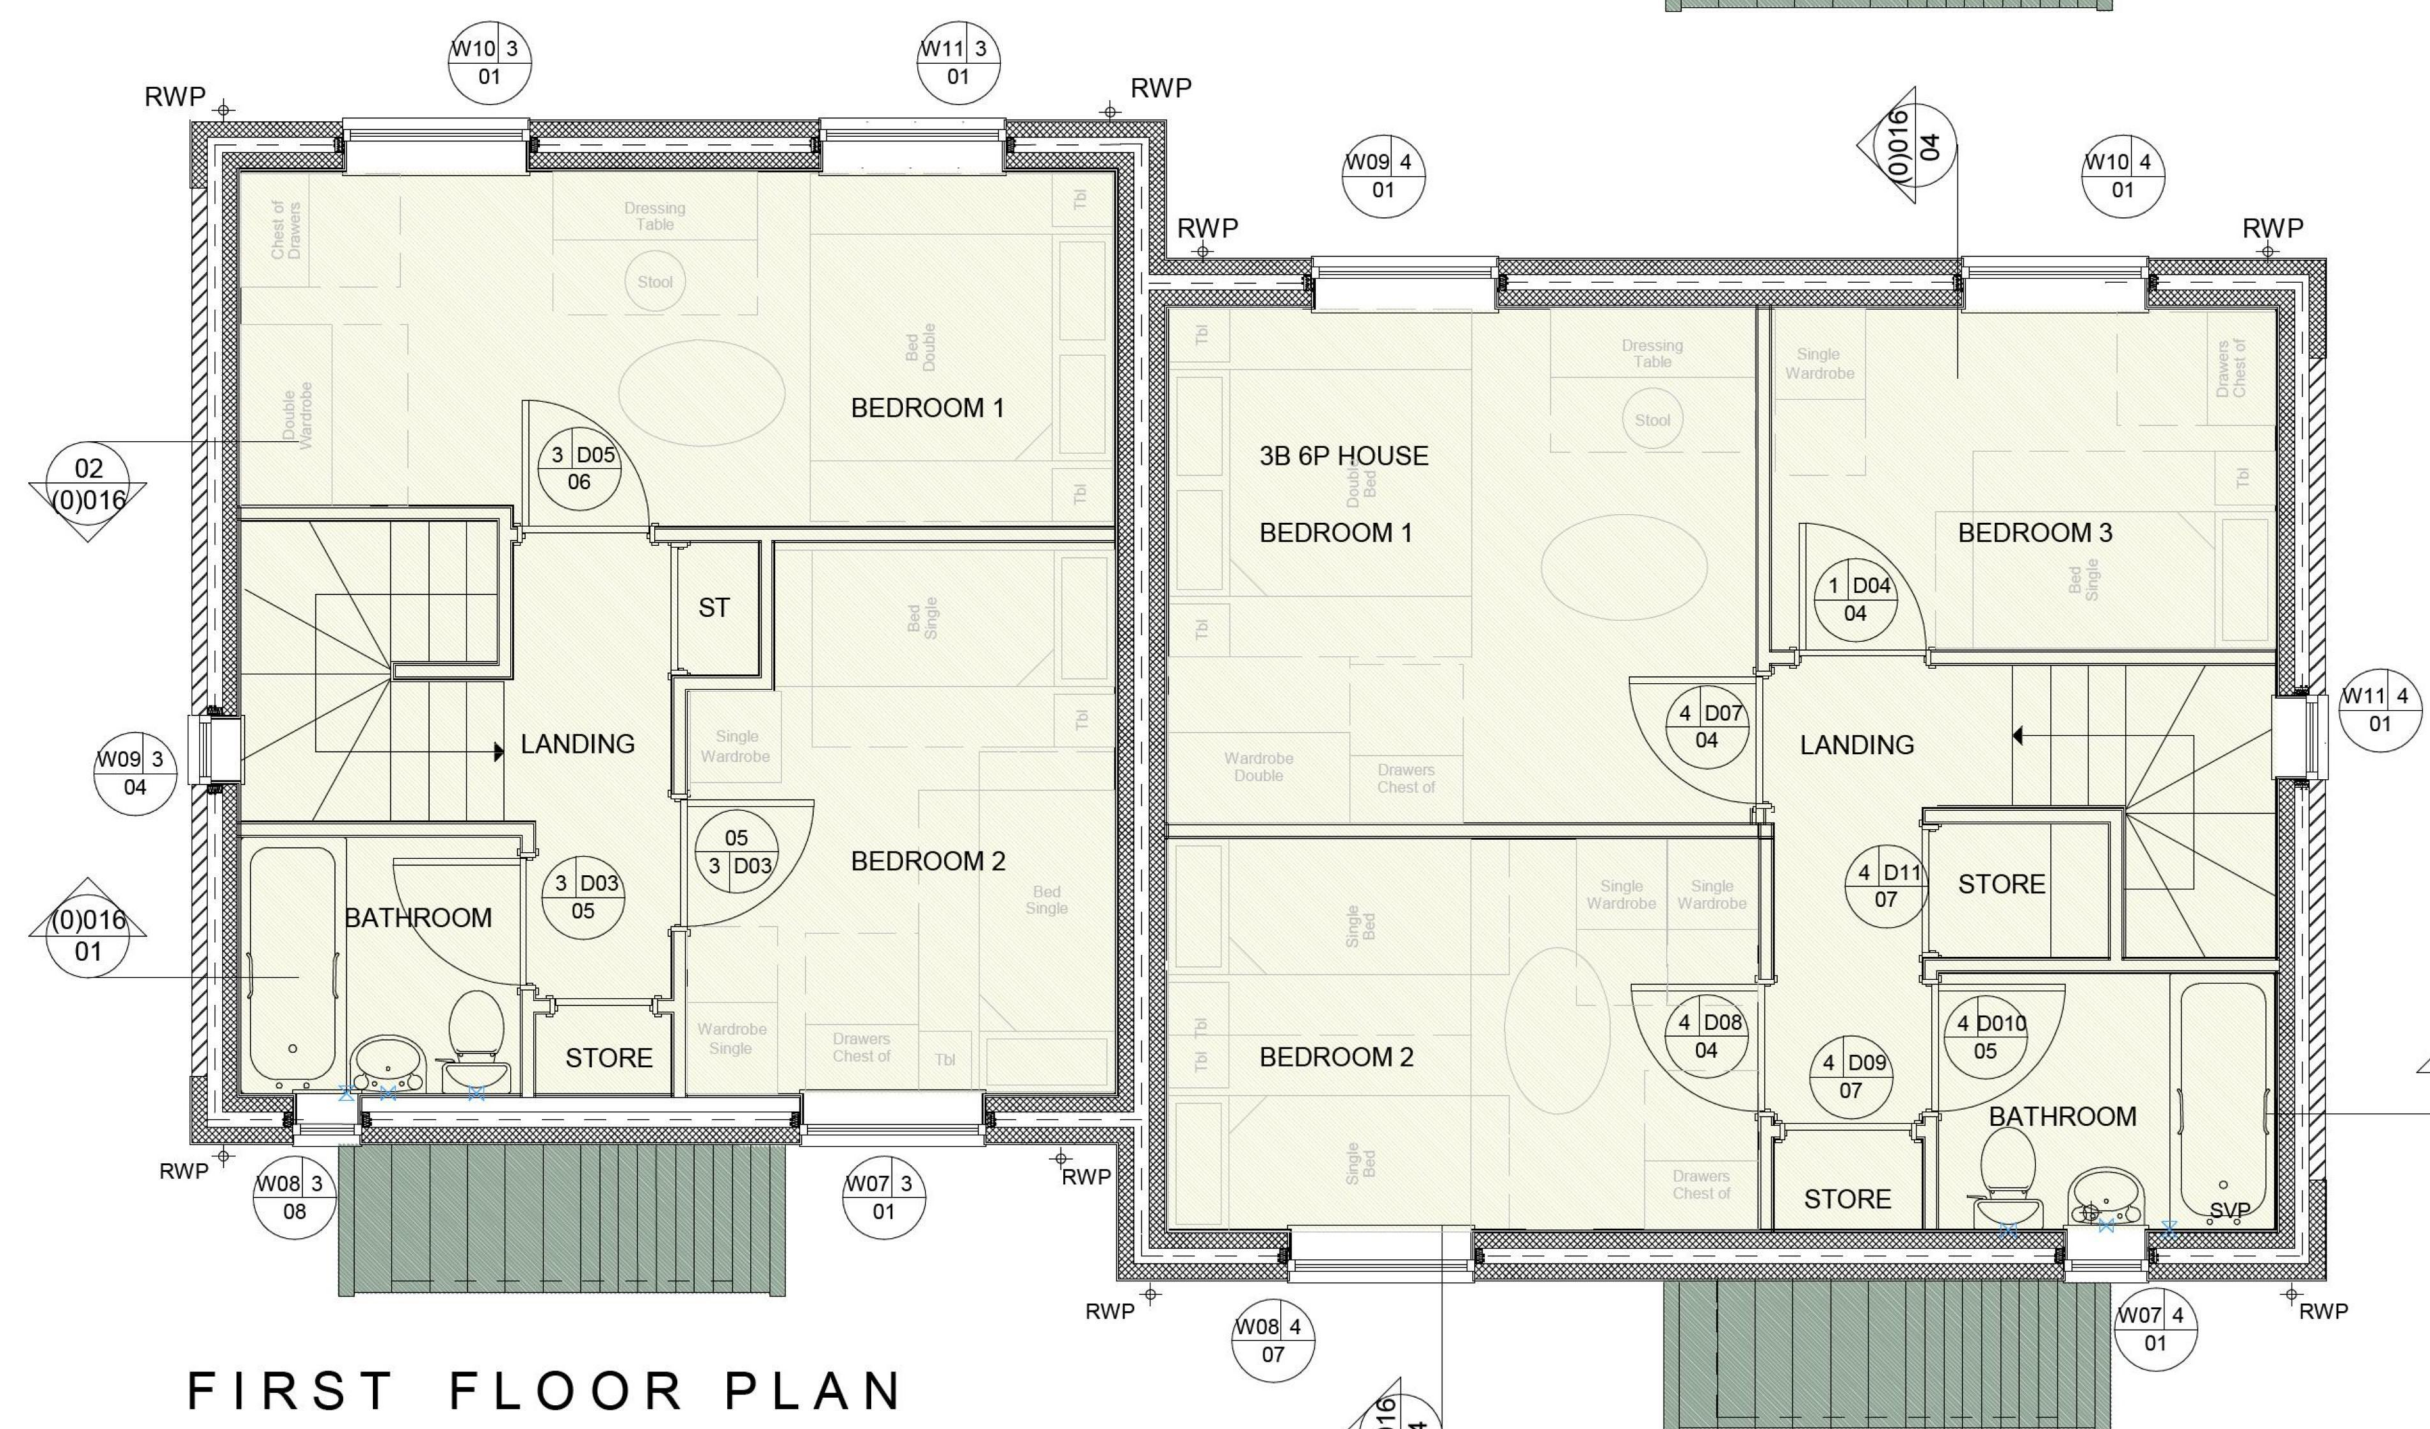 W10 3
01
W11 3
01
RWP
RWP
W09 4
01
(0)016
04
W10 4
01
RWP
RWP
Chest of
Drawers
Dressing
Table
Stool
Tbl
Bed
Double
Double
Wardrobe
BEDROOM 1
Tbl
3 D05
06
02
(0)016
Tbl
Dressing
Table
Stool
Single
Wardrobe
Drawers
Chest of
3B 6P HOUSE
Double
Bed
BEDROOM 1
Tbl
Tbl
BEDROOM 3
Bed
Single
1 D04
04
ST
Bed
Single
Tbl
Single
Wardrobe
LANDING
W09 3
04
4 D07
04
LANDING
W11 4
01
Wardrobe
Double
Drawers
Chest of
05
3 D03
BEDROOM 2
3 D03
05
BATHROOM
(0)016
01
Bed
Single
Single
Bed
Single
Wardrobe
Single
Wardrobe
4 D11
07
STORE
Wardrobe
Single
Drawers
Chest of
Tbl
STORE
Tbl
Tbl
BEDROOM 2
4 D08
04
4 D09
07
4 D010
05
BATHROOM
Single
Bed
Drawers
Chest of
STORE
SVP
RWP
W08 3
08
W07 3
01
RWP
RWP
W08 4
07
W07 4
01
RWP
FIRST FLOOR PLAN